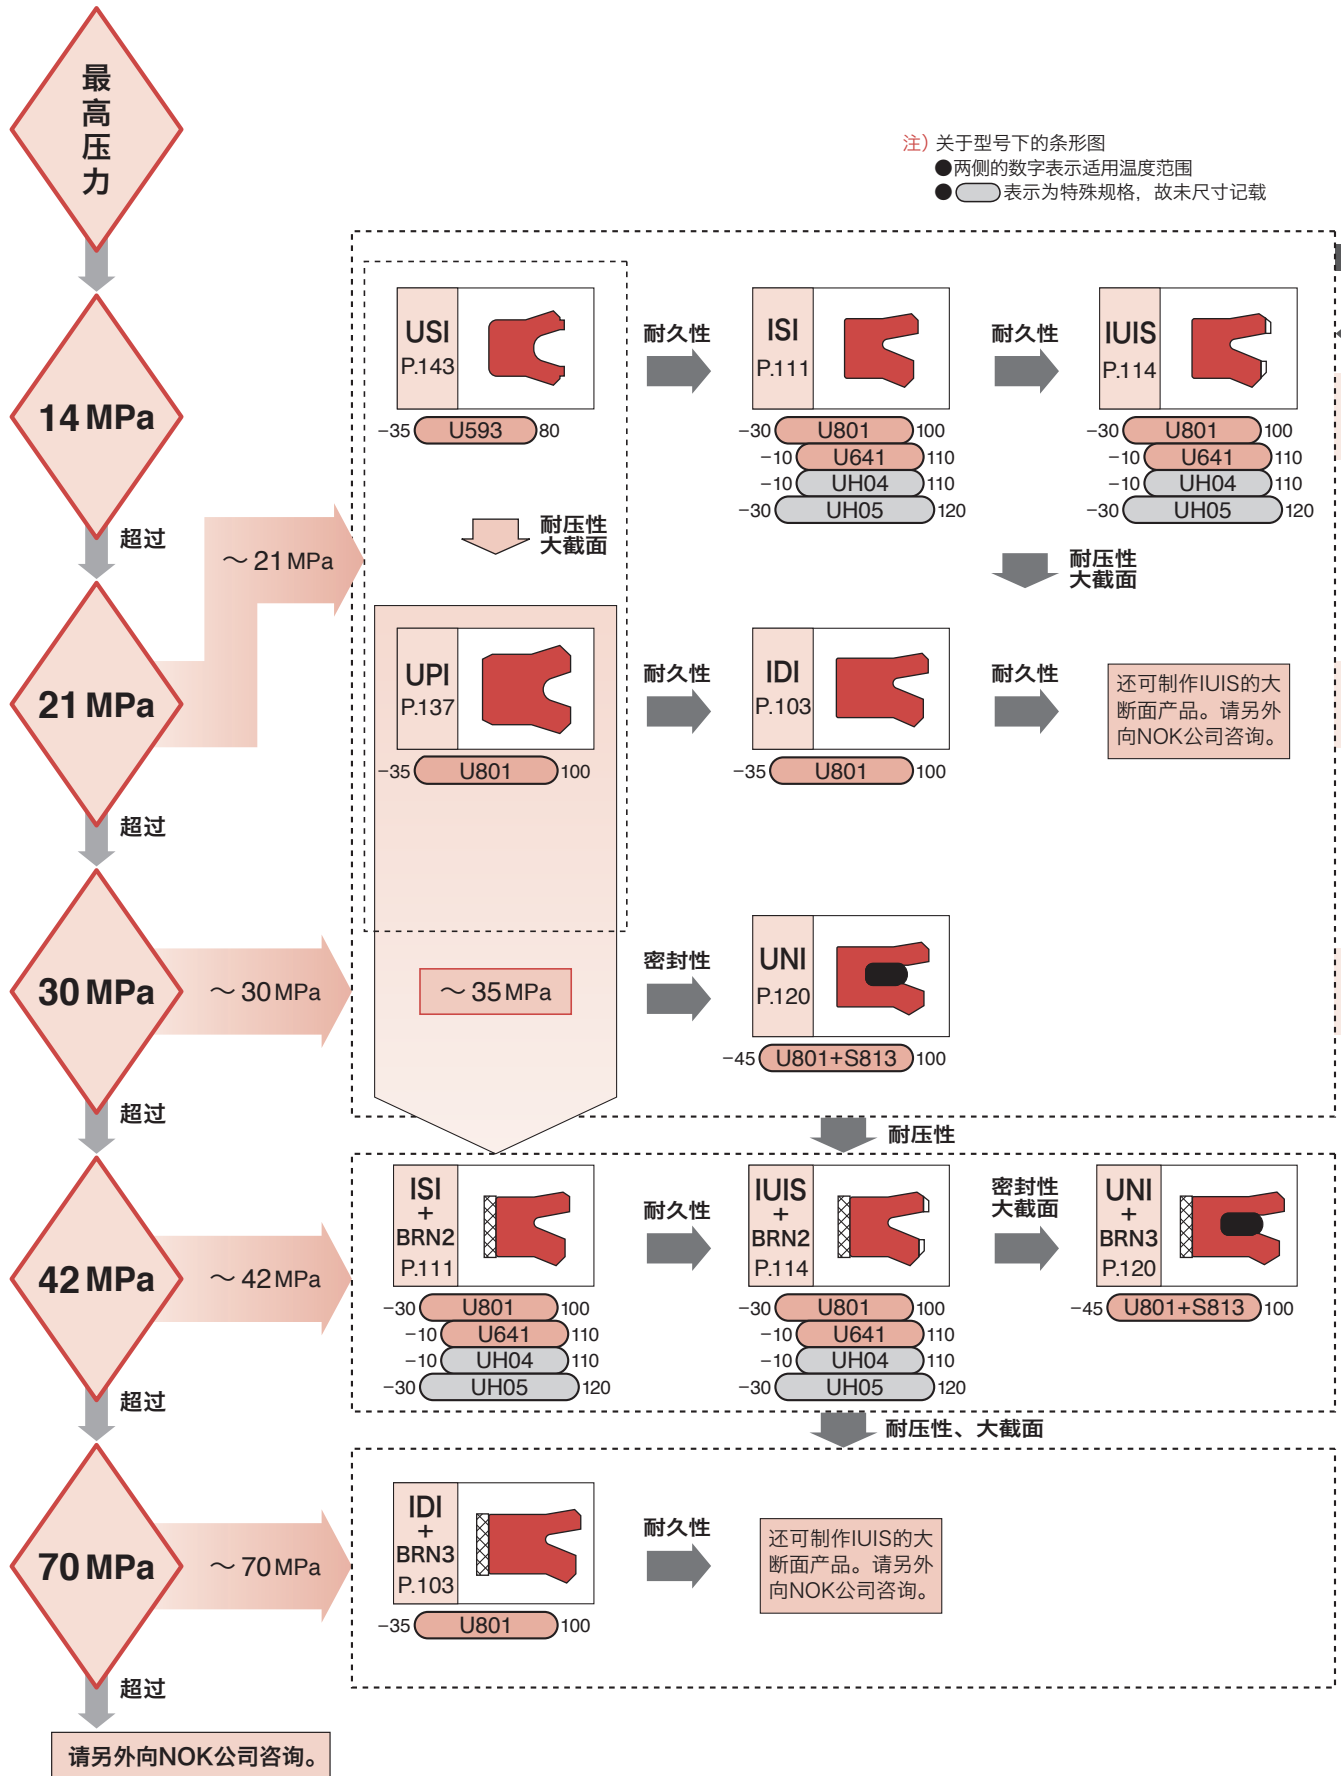 最高压力
注）关于型号下的条形图
●两侧的数字表示适用温度范围
● 表示为特殊规格，故未尺寸记载
14 MPa
超过
～ 21 MPa
USI
P.143
−35 U593 80
耐久性
ISI
P.111
−30 U801 100
−10 U641 110
−10 UH04 110
−30 UH05 120
耐久性
IUIS
P.114
−30 U801 100
−10 U641 110
−10 UH04 110
−30 UH05 120
耐压性
大截面
耐压性
大截面
21 MPa
超过
UPI
P.137
−35 U801 100
耐久性
IDI
P.103
−35 U801 100
耐久性
还可制作IUIS的大
断面产品。请另外
向NOK公司咨询。
30 MPa
超过
～ 30 MPa
～ 35 MPa
密封性
UNI
P.120
−45 U801+S813 100
耐压性
42 MPa
超过
～ 42 MPa
ISI
+
BRN2
P.111
−30 U801 100
−10 U641 110
−10 UH04 110
−30 UH05 120
耐久性
IUIS
+
BRN2
P.114
−30 U801 100
−10 U641 110
−10 UH04 110
−30 UH05 120
密封性
大截面
UNI
+
BRN3
P.120
−45 U801+S813 100
耐压性、大截面
70 MPa
超过
～ 70 MPa
IDI
+
BRN3
P.103
−35 U801 100
耐久性
还可制作IUIS的大
断面产品。请另外
向NOK公司咨询。
请另外向NOK公司咨询。